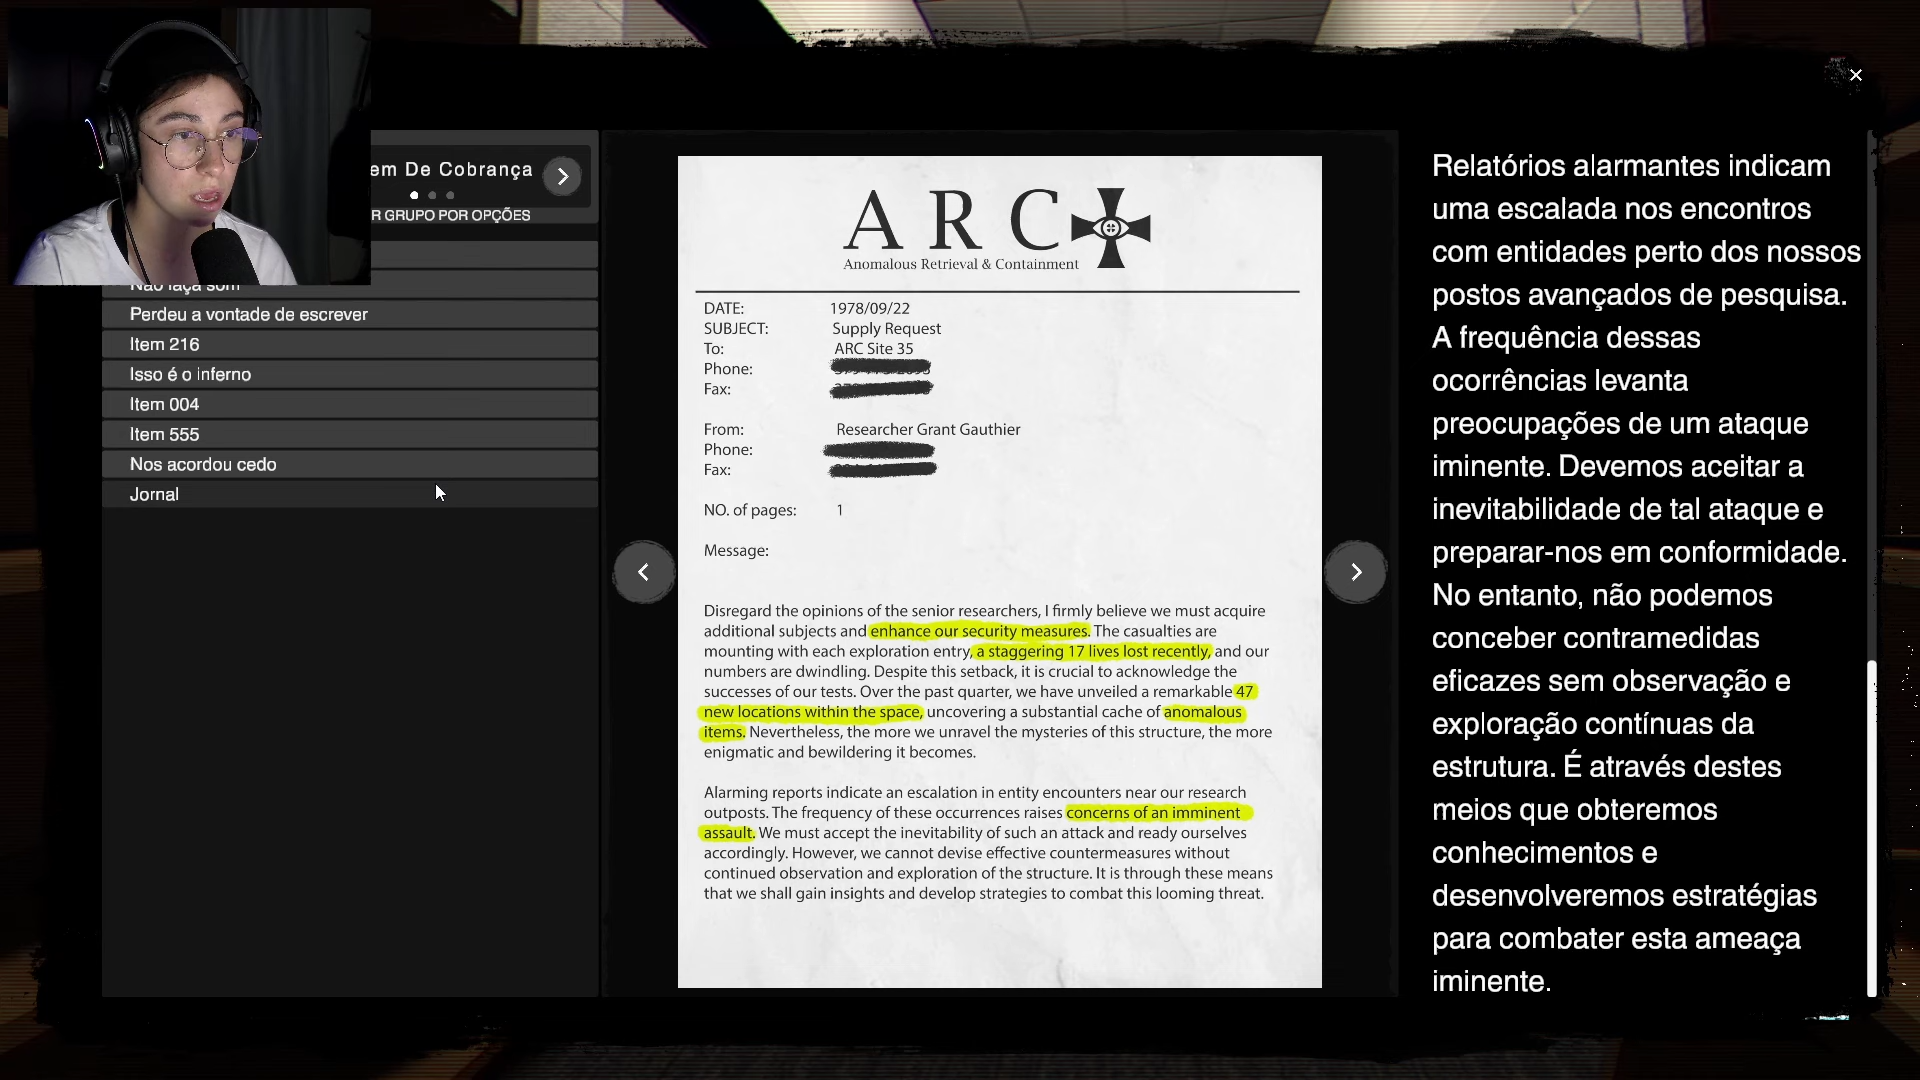 em De Cobrança
R GRUPO POR OPÇÕES
Não faça som
Perdeu a vontade de escrever
Item 216
Isso é o inferno
Item 004
Item 555
Nos acordou cedo
Jornal
ARC
Anomalous Retrieval & Containment
DATE: 1978/09/22
SUBJECT: Supply Request
To: ARC Site 35
Phone:
Fax:
From: Researcher Grant Gauthier
Phone:
Fax:
NO. of pages: 1
Message:
Disregard the opinions of the senior researchers, I firmly believe we must acquire
additional subjects and enhance our security measures. The casualties are
mounting with each exploration entry, a staggering 17 lives lost recently, and our
numbers are dwindling. Despite this setback, it is crucial to acknowledge the
successes of our tests. Over the past quarter, we have unveiled a remarkable 47
new locations within the space, uncovering a substantial cache of anomalous
items. Nevertheless, the more we unravel the mysteries of this structure, the more
enigmatic and bewildering it becomes.
Alarming reports indicate an escalation in entity encounters near our research
outposts. The frequency of these occurrences raises concerns of an imminent
assault. We must accept the inevitability of such an attack and ready ourselves
accordingly. However, we cannot devise effective countermeasures without
continued observation and exploration of the structure. It is through these means
that we shall gain insights and develop strategies to combat this looming threat.
Relatórios alarmantes indicam
uma escalada nos encontros
com entidades perto dos nossos
postos avançados de pesquisa.
A frequência dessas
ocorrências levanta
preocupações de um ataque
iminente. Devemos aceitar a
inevitabilidade de tal ataque e
preparar-nos em conformidade.
No entanto, não podemos
conceber contramedidas
eficazes sem observação e
exploração contínuas da
estrutura. É através destes
meios que obteremos
conhecimentos e
desenvolveremos estratégias
para combater esta ameaça
iminente.